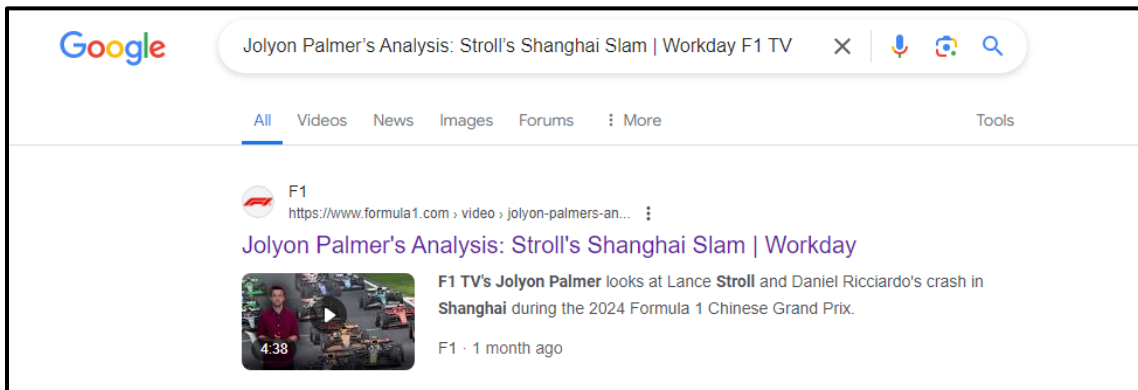 Google
Jolyon Palmer’s Analysis: Stroll’s Shanghai Slam | Workday F1 TV
All Videos News Images Forums More Tools
F1
https://www.formula1.com › video › jolyon-palmers-an...
Jolyon Palmer's Analysis: Stroll's Shanghai Slam | Workday
F1 TV's Jolyon Palmer looks at Lance Stroll and Daniel Ricciardo's crash in
Shanghai during the 2024 Formula 1 Chinese Grand Prix.
4:38
F1 · 1 month ago